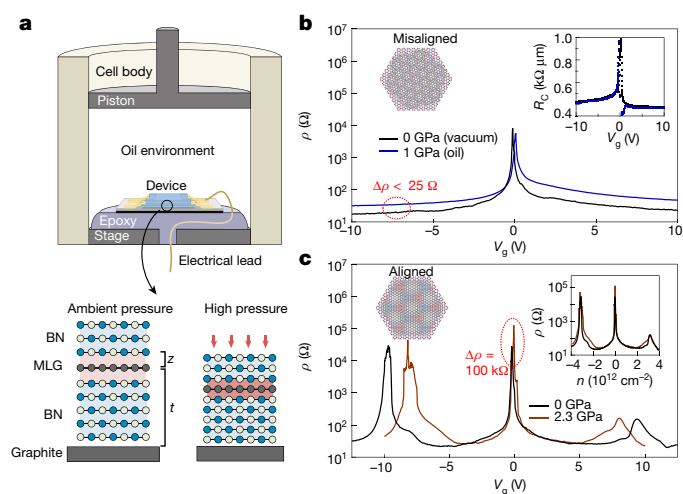 a
Cell body
Piston
Oil environment
Device
Epoxy
Stage
Electrical lead
Ambient pressure
High pressure
BN
MLG
BN
Graphite
z
t
b
Misaligned
10⁷
10⁶
10⁵
10⁴
10³
10²
10¹
ρ (Ω)
0 GPa (vacuum)
1 GPa (oil)
Δρ < 25 Ω
−10
−5
0
5
10
V_g (V)
1.0
0.8
0.6
0.4
R_C (kΩ μm)
−10
0
10
V_g (V)
c
Aligned
10⁷
10⁶
10⁵
10⁴
10³
10²
10¹
ρ (Ω)
Δρ =
100 kΩ
0 GPa
2.3 GPa
−10
−5
0
5
10
V_g (V)
10⁶
10⁴
10²
ρ (Ω)
−4
−2
0
2
4
n (10¹² cm⁻²)